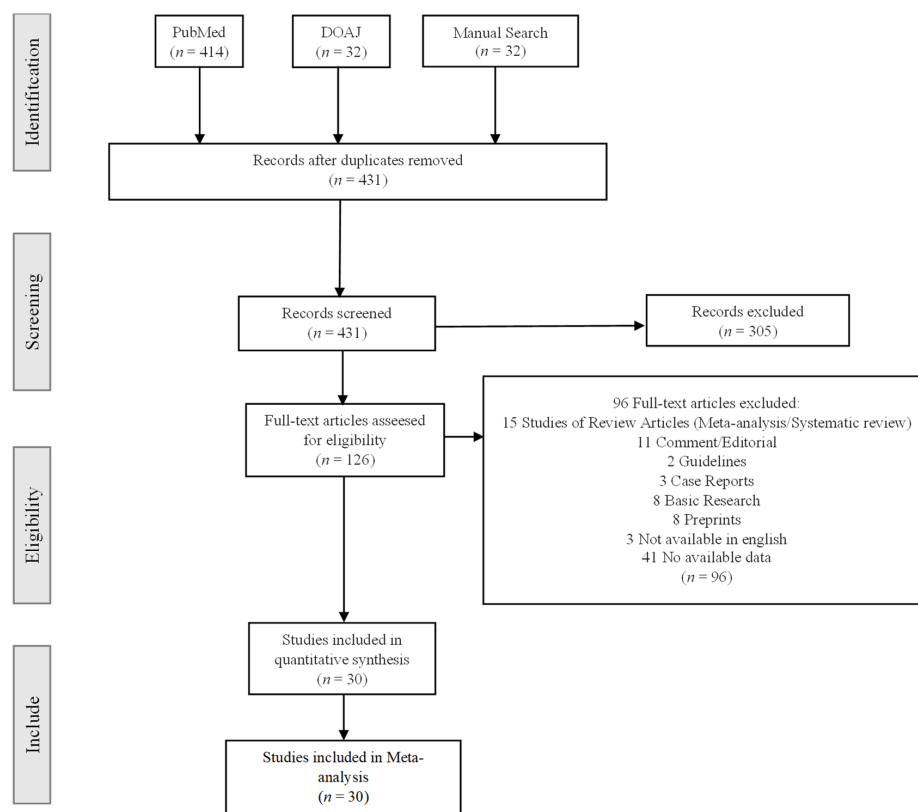 Identifitcation
PubMed
(n = 414)
DOAJ
(n = 32)
Manual Search
(n = 32)
Records after duplicates removed
(n = 431)
Screening
Records screened
(n = 431)
Records excluded
(n = 305)
Eligibility
Full-text articles asseesed
for eligibility
(n = 126)
96 Full-text articles excluded:
15 Studies of Review Articles (Meta-analysis/Systematic review)
11 Comment/Editorial
2 Guidelines
3 Case Reports
8 Basic Research
8 Preprints
3 Not available in english
41 No available data
(n = 96)
Include
Studies included in
quantitative synthesis
(n = 30)
Studies included in Meta-
analysis
(n = 30)